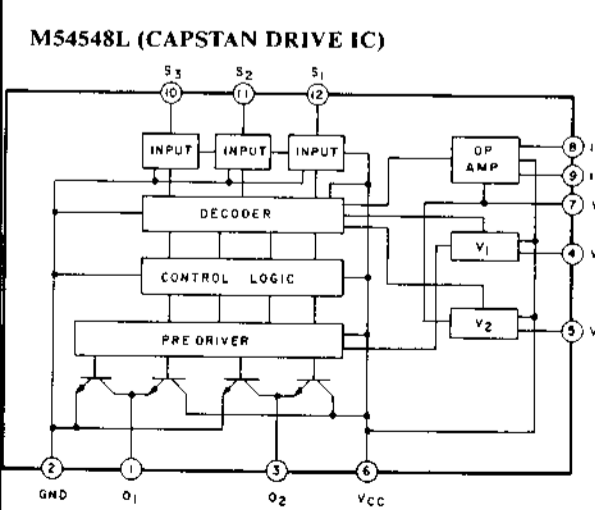 M54548L (CAPSTAN DRIVE IC)
S3 S2 S1
10 11 12
INPUT INPUT INPUT
OP AMP
8
9
7 V
DECODER
V1
4 V
CONTROL LOGIC
V2
5 V
PRE DRIVER
2 1 3 6
GND O1 O2 VCC